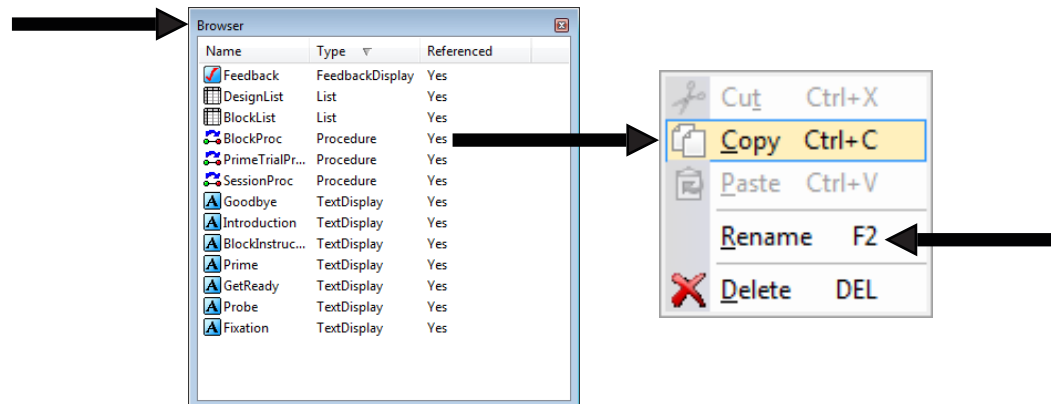 Browser
Name Type Referenced
Feedback FeedbackDisplay Yes
DesignList List Yes
BlockList List Yes
BlockProc Procedure Yes
PrimeTrialPr... Procedure Yes
SessionProc Procedure Yes
Goodbye TextDisplay Yes
Introduction TextDisplay Yes
BlockInstruc... TextDisplay Yes
Prime TextDisplay Yes
GetReady TextDisplay Yes
Probe TextDisplay Yes
Fixation TextDisplay Yes
Cut Ctrl+X
Copy Ctrl+C
Paste Ctrl+V
Rename F2
Delete DEL